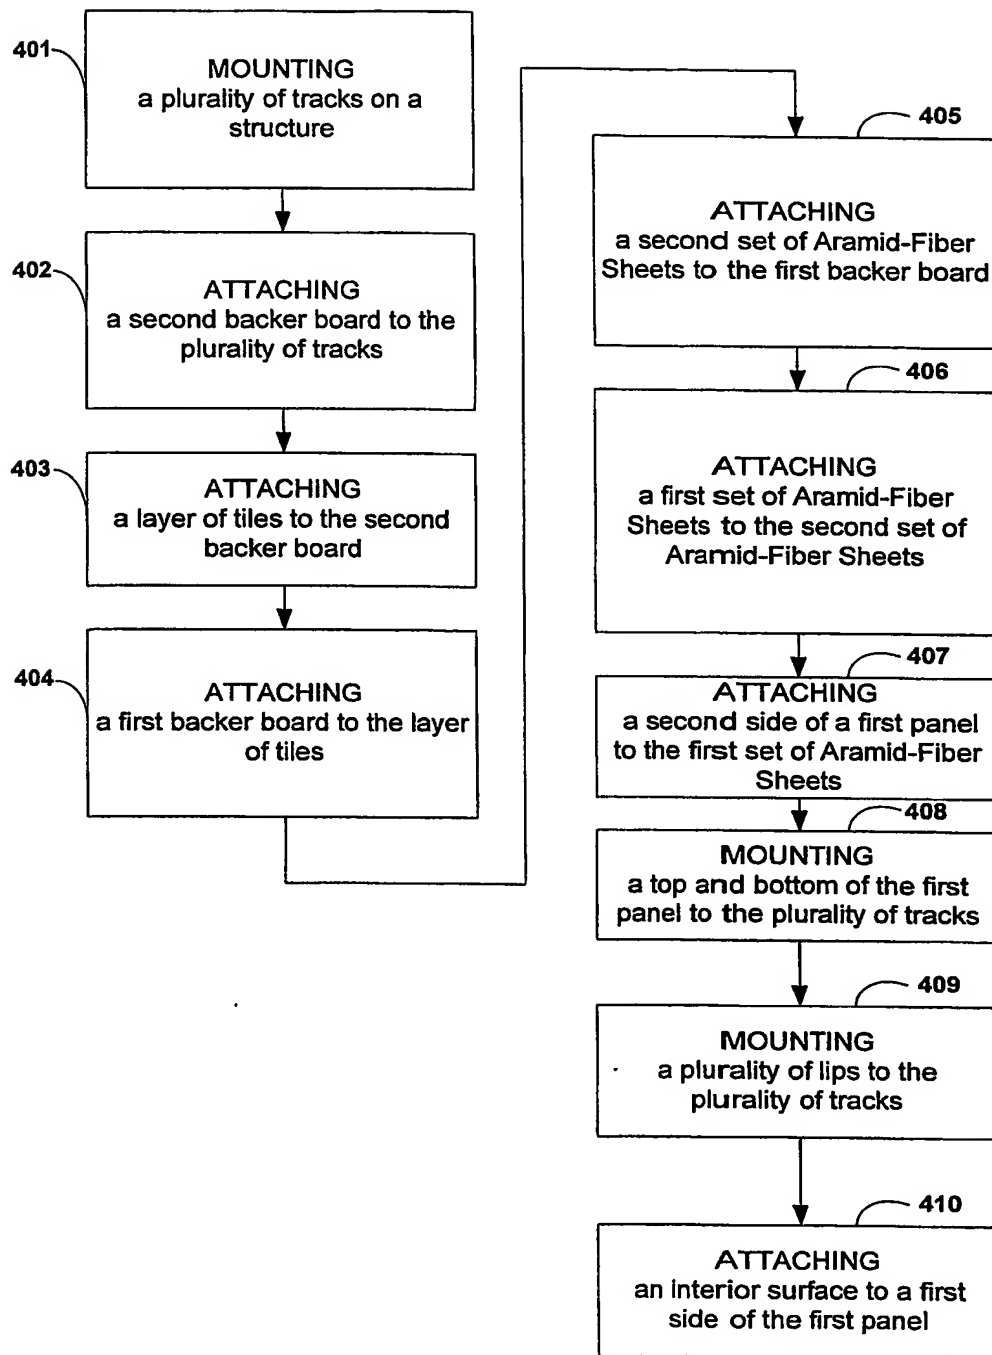 401
MOUNTING
a plurality of tracks on a
structure
402
ATTACHING
a second backer board to the
plurality of tracks
403
ATTACHING
a layer of tiles to the second
backer board
404
ATTACHING
a first backer board to the layer
of tiles
405
ATTACHING
a second set of Aramid-Fiber
Sheets to the first backer board
406
ATTACHING
a first set of Aramid-Fiber
Sheets to the second set of
Aramid-Fiber Sheets
407
ATTACHING
a second side of a first panel
to the first set of Aramid-Fiber
Sheets
408
MOUNTING
a top and bottom of the first
panel to the plurality of tracks
409
MOUNTING
a plurality of lips to the
plurality of tracks
410
ATTACHING
an interior surface to a first
side of the first panel